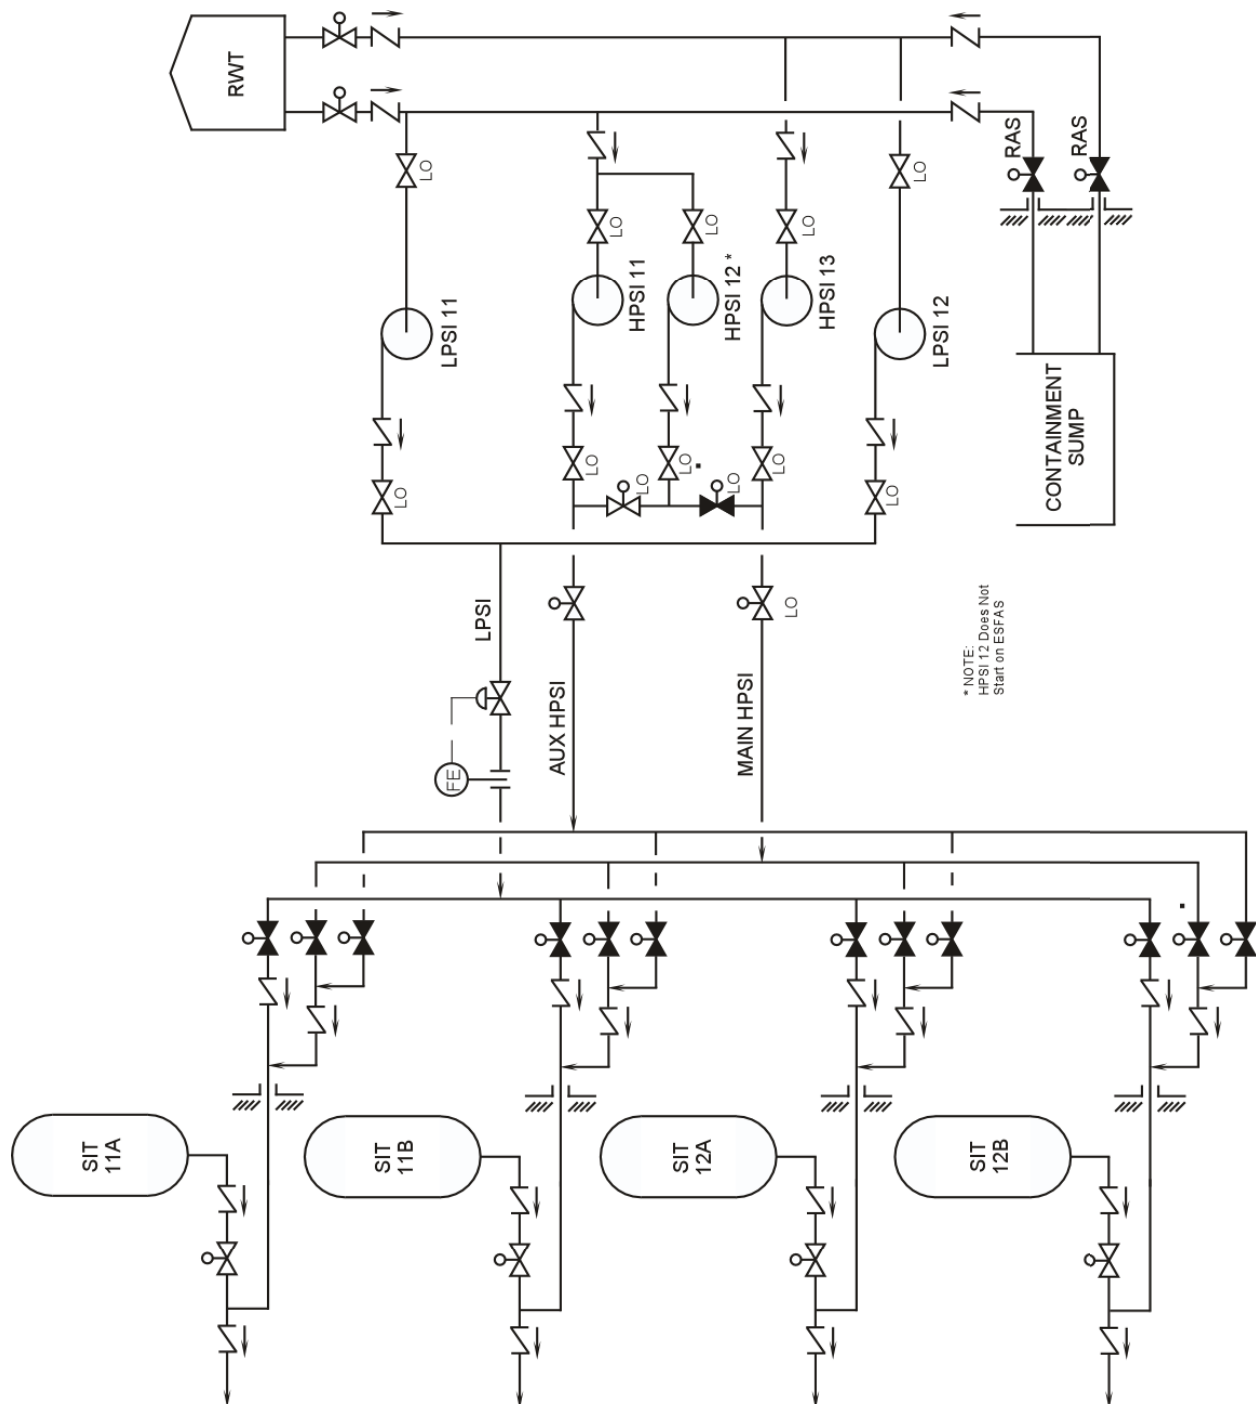 RWT
RAS
RAS
LO
LO
LO
LO
LO
HPSI 11
HPSI 12 *
HPSI 13
LPSI 11
LPSI 12
CONTAINMENT
SUMP
LO
LO
LO
LO
LO
LO
LO
LPSI
LO
* NOTE:
HPSI 12 Does Not
Start on ESFAS
AUX HPSI
MAIN HPSI
FE
SIT
11A
SIT
11B
SIT
12A
SIT
12B